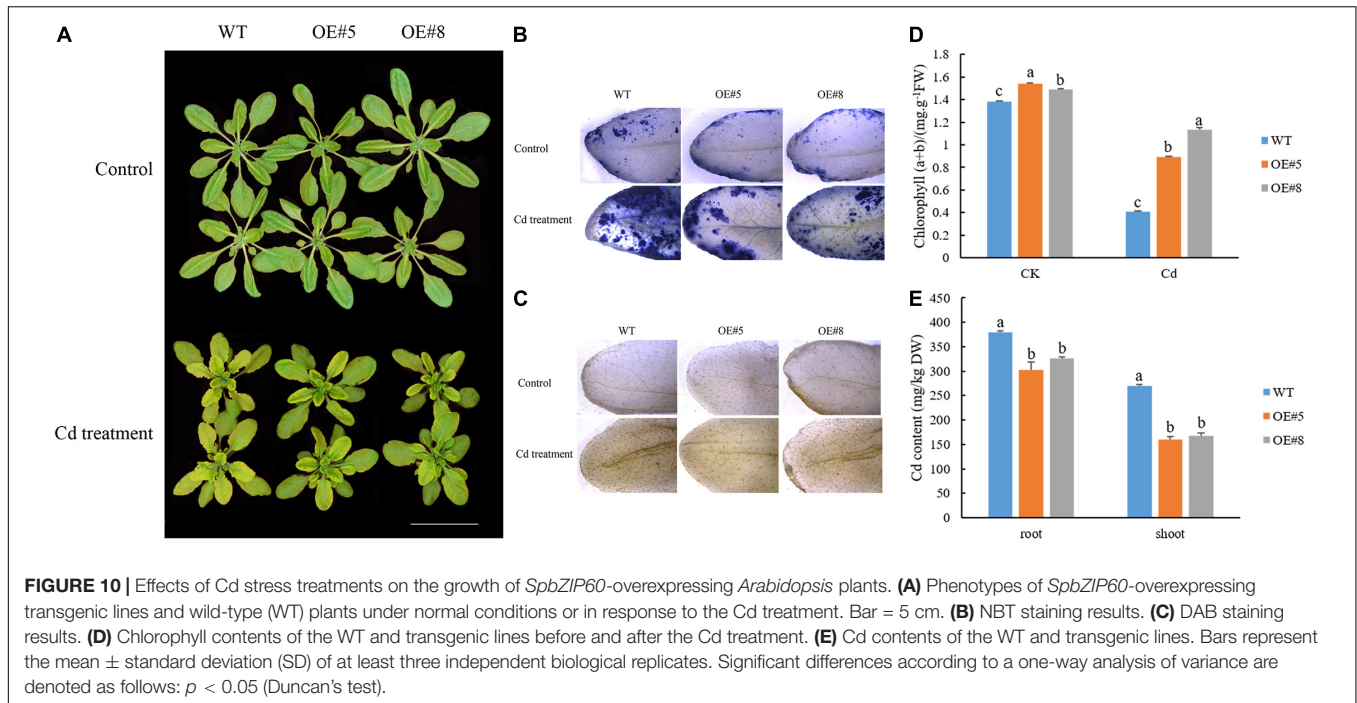 A
WT OE#5 OE#8
Control
Cd treatment
B
WT OE#5 OE#8
Control
Cd treatment
C
WT OE#5 OE#8
Control
Cd treatment
D
Chlorophyll (a+b)/(mg.g⁻¹FW)
1.8
1.6
1.4
1.2
1
0.8
0.6
0.4
0.2
0
c a b
c b a
CK Cd
WT
OE#5
OE#8
E
Cd content (mg/kg DW)
450
400
350
300
250
200
150
100
50
0
a b b
a b b
root shoot
WT
OE#5
OE#8
FIGURE 10 | Effects of Cd stress treatments on the growth of SpbZIP60-overexpressing Arabidopsis plants. (A) Phenotypes of SpbZIP60-overexpressing
transgenic lines and wild-type (WT) plants under normal conditions or in response to the Cd treatment. Bar = 5 cm. (B) NBT staining results. (C) DAB staining
results. (D) Chlorophyll contents of the WT and transgenic lines before and after the Cd treatment. (E) Cd contents of the WT and transgenic lines. Bars represent
the mean ± standard deviation (SD) of at least three independent biological replicates. Significant differences according to a one-way analysis of variance are
denoted as follows: p < 0.05 (Duncan's test).